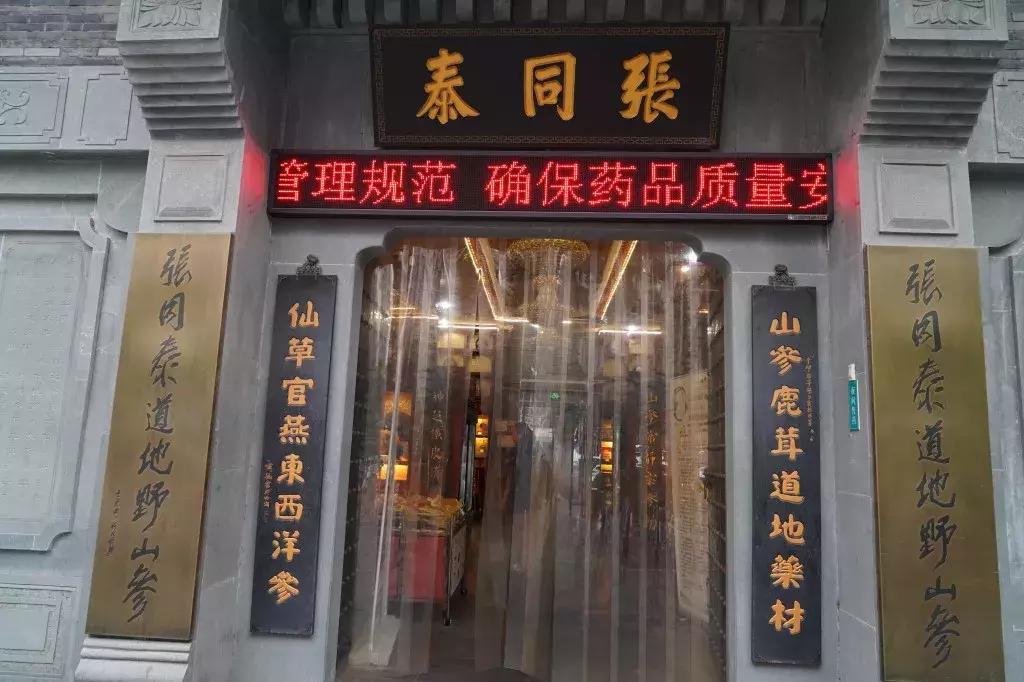 張同泰
管理规范 确保药品质量安
張同泰道地野山參
山參鹿茸道地藥材
仙草官燕東西洋參
張同泰道地野山參